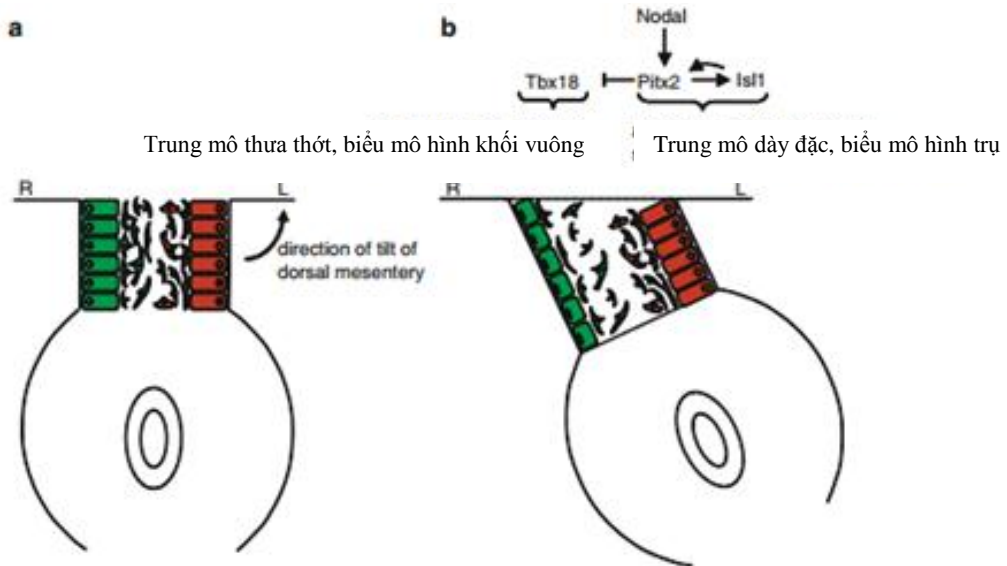 a
b
Nodal
Tbx18
Pitx2
Isl1
Trung mô thưa thớt, biểu mô hình khối vuông
Trung mô dày đặc, biểu mô hình trụ
R
L
R
L
direction of tilt of
dorsal mesentery